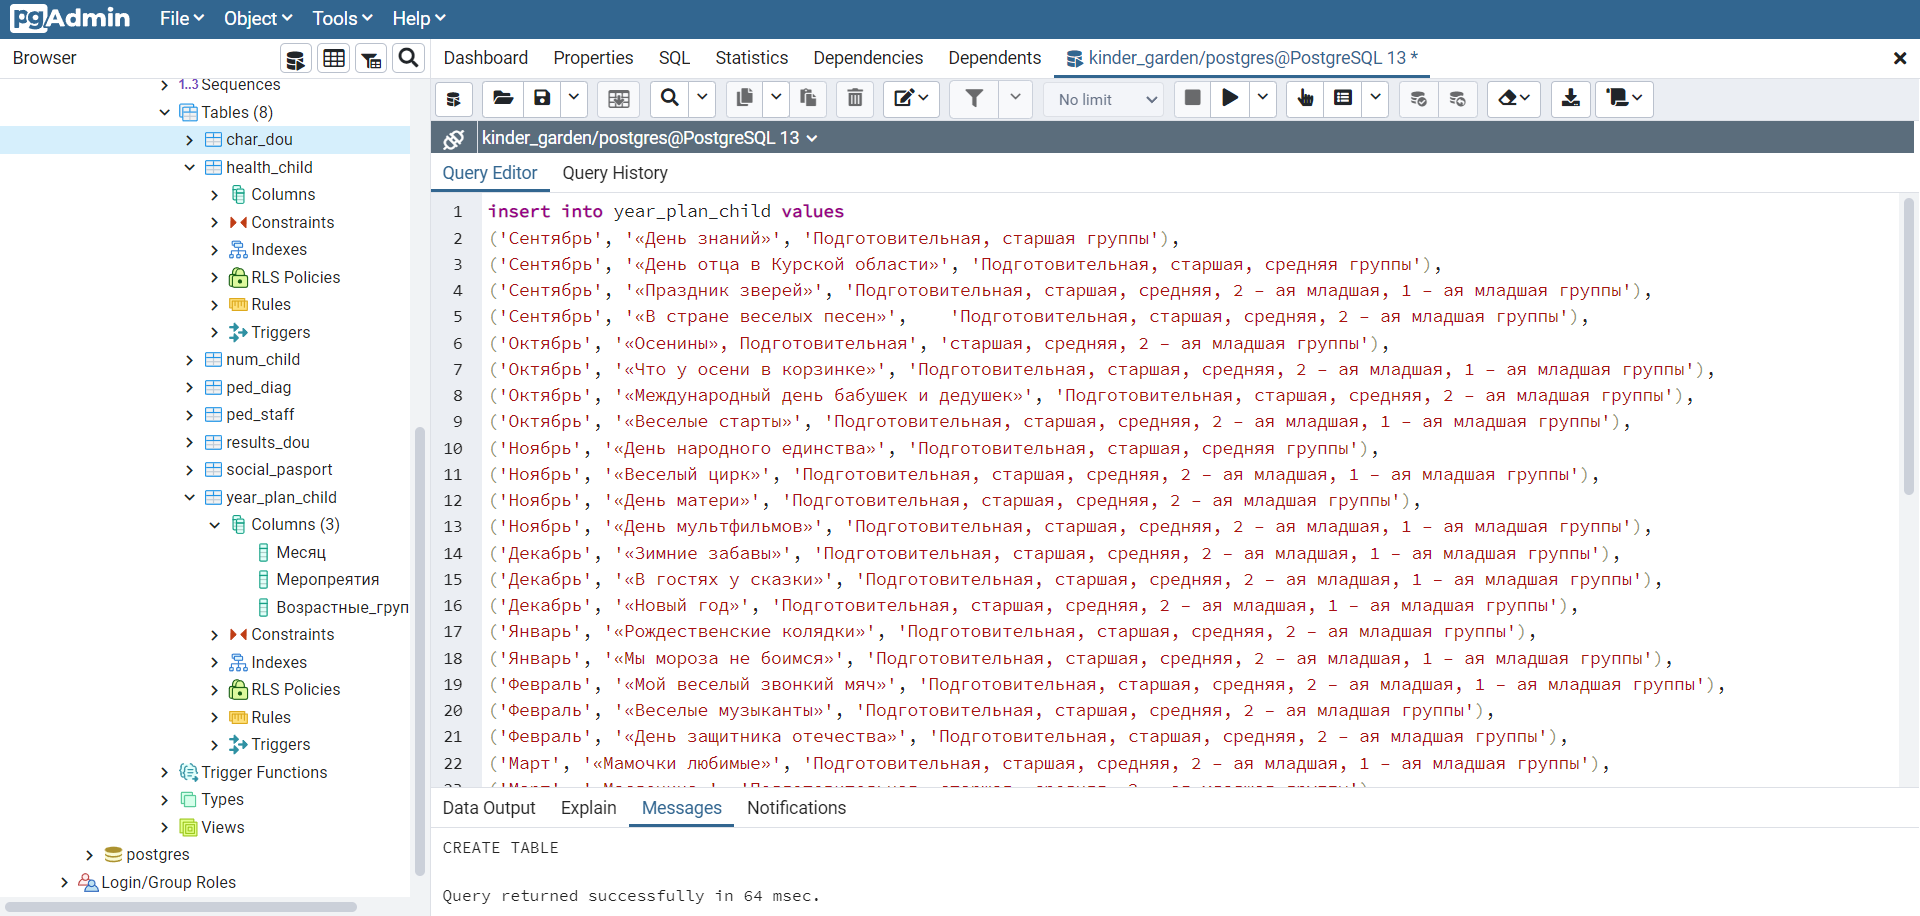 pgAdmin File Object Tools Help
Browser
Dashboard Properties SQL Statistics Dependencies Dependents kinder_garden/postgres@PostgreSQL 13 *
1..3 Sequences
Tables (8)
char_dou
health_child
Columns
Constraints
Indexes
RLS Policies
Rules
Triggers
num_child
ped_diag
ped_staff
results_dou
social_pasport
year_plan_child
Columns (3)
Месяц
Меропреятия
Возрастные_груп
Constraints
Indexes
RLS Policies
Rules
Triggers
Trigger Functions
Types
Views
postgres
Login/Group Roles
No limit
kinder_garden/postgres@PostgreSQL 13
Query Editor Query History
1 insert into year_plan_child values
2 ('Сентябрь', '«День знаний»', 'Подготовительная, старшая группы'),
3 ('Сентябрь', '«День отца в Курской области»', 'Подготовительная, старшая, средняя группы'),
4 ('Сентябрь', '«Праздник зверей»', 'Подготовительная, старшая, средняя, 2 – ая младшая, 1 – ая младшая группы'),
5 ('Сентябрь', '«В стране веселых песен»', 'Подготовительная, старшая, средняя, 2 – ая младшая группы'),
6 ('Октябрь', '«Осенины», Подготовительная', 'старшая, средняя, 2 – ая младшая группы'),
7 ('Октябрь', '«Что у осени в корзинке»', 'Подготовительная, старшая, средняя, 2 – ая младшая, 1 – ая младшая группы'),
8 ('Октябрь', '«Международный день бабушек и дедушек»', 'Подготовительная, старшая, средняя, 2 – ая младшая группы'),
9 ('Октябрь', '«Веселые старты»', 'Подготовительная, старшая, средняя, 2 – ая младшая, 1 – ая младшая группы'),
10 ('Ноябрь', '«День народного единства»', 'Подготовительная, старшая, средняя группы'),
11 ('Ноябрь', '«Веселый цирк»', 'Подготовительная, старшая, средняя, 2 – ая младшая, 1 – ая младшая группы'),
12 ('Ноябрь', '«День матери»', 'Подготовительная, старшая, средняя, 2 – ая младшая группы'),
13 ('Ноябрь', '«День мультфильмов»', 'Подготовительная, старшая, средняя, 2 – ая младшая, 1 – ая младшая группы'),
14 ('Декабрь', '«Зимние забавы»', 'Подготовительная, старшая, средняя, 2 – ая младшая, 1 – ая младшая группы'),
15 ('Декабрь', '«В гостях у сказки»', 'Подготовительная, старшая, средняя, 2 – ая младшая, 1 – ая младшая группы'),
16 ('Декабрь', '«Новый год»', 'Подготовительная, старшая, средняя, 2 – ая младшая, 1 – ая младшая группы'),
17 ('Январь', '«Рождественские колядки»', 'Подготовительная, старшая, средняя, 2 – ая младшая группы'),
18 ('Январь', '«Мы мороза не боимся»', 'Подготовительная, старшая, средняя, 2 – ая младшая, 1 – ая младшая группы'),
19 ('Февраль', '«Мой веселый звонкий мяч»', 'Подготовительная, старшая, средняя, 2 – ая младшая, 1 – ая младшая группы'),
20 ('Февраль', '«Веселые музыканты»', 'Подготовительная, старшая, средняя, 2 – ая младшая группы'),
21 ('Февраль', '«День защитника отечества»', 'Подготовительная, старшая, средняя, 2 – ая младшая группы'),
22 ('Март', '«Мамочки любимые»', 'Подготовительная, старшая, средняя, 2 – ая младшая, 1 – ая младшая группы'),
Data Output Explain Messages Notifications
CREATE TABLE
Query returned successfully in 64 msec.